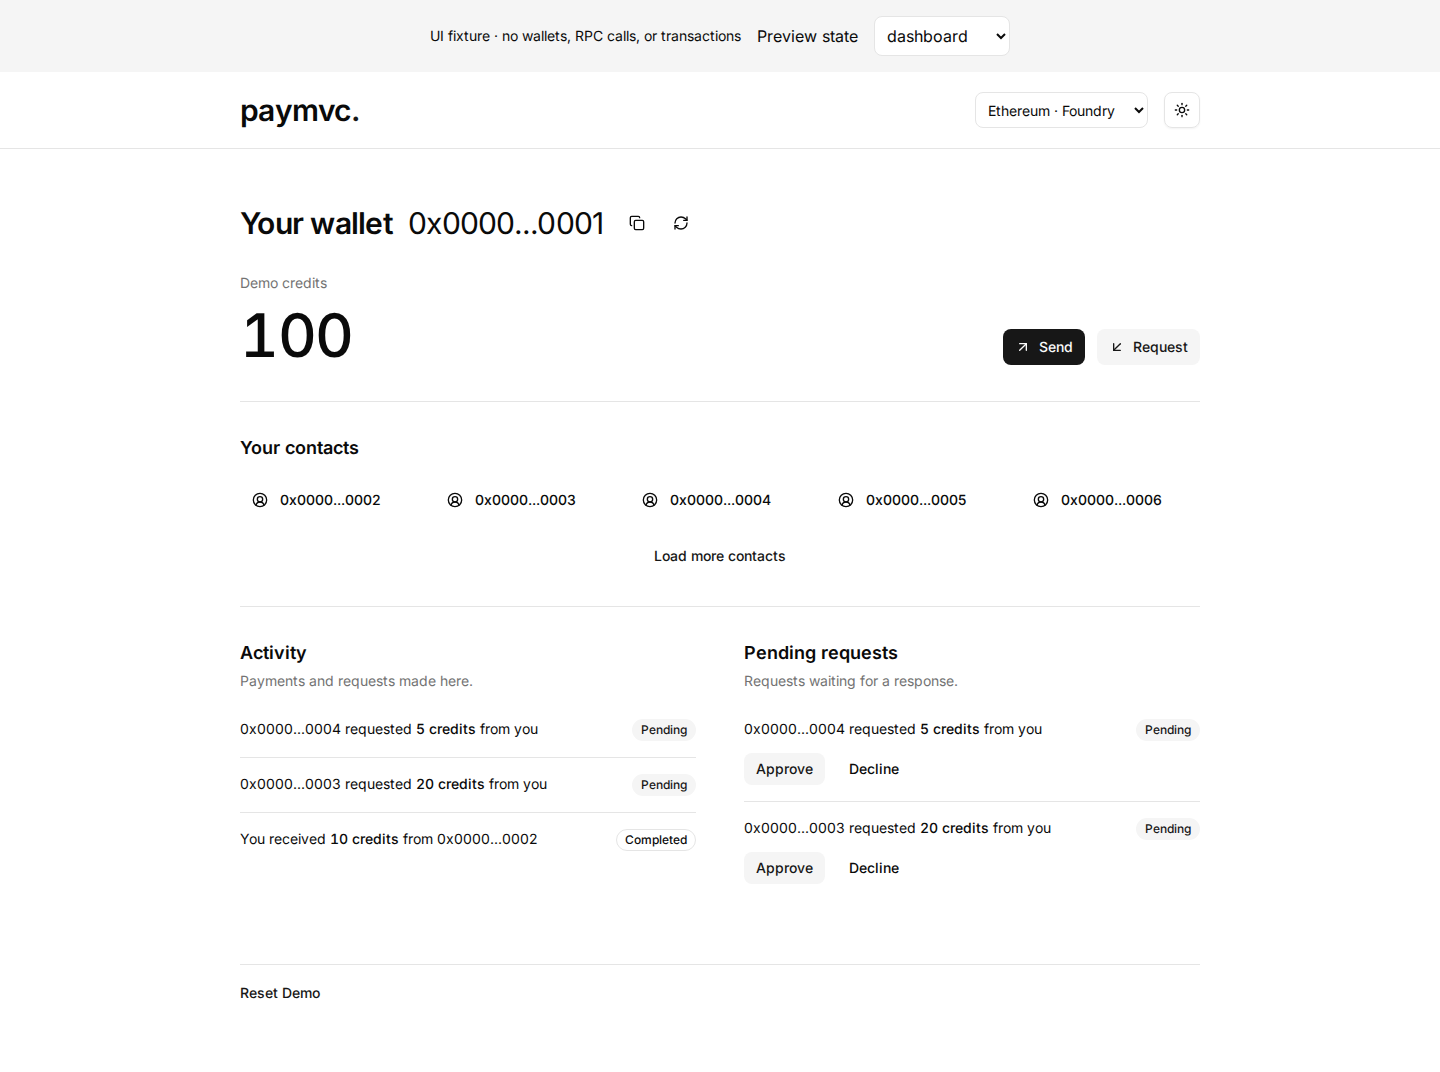 UI fixture · no wallets, RPC calls, or transactions Preview state dashboard
paymvc. Ethereum · Foundry
Your wallet 0x0000...0001
Demo credits
100
Send Request
Your contacts
0x0000...0002 0x0000...0003 0x0000...0004 0x0000...0005 0x0000...0006
Load more contacts
Activity
Payments and requests made here.
0x0000...0004 requested 5 credits from you Pending
0x0000...0003 requested 20 credits from you Pending
You received 10 credits from 0x0000...0002 Completed
Pending requests
Requests waiting for a response.
0x0000...0004 requested 5 credits from you Pending
Approve Decline
0x0000...0003 requested 20 credits from you Pending
Approve Decline
Reset Demo